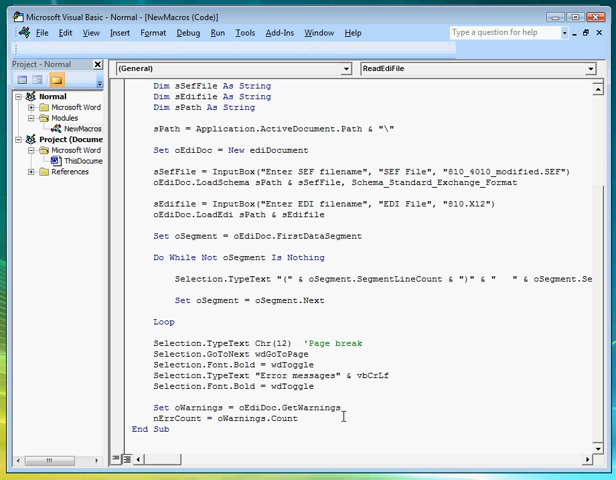 Microsoft Visual Basic - Normal - [NewMacros (Code)]
File Edit View Insert Format Debug Run Tools Add-Ins Window Help
Type a question for help
Project - Normal
(General)
ReadEdiFile
Normal
Microsoft Word
Modules
NewMacros
Project (Docume
Microsoft Word
ThisDocume
References
Dim sSefFile As String
Dim sEdifile As String
Dim sPath As String
sPath = Application.ActiveDocument.Path & "\"
Set oEdiDoc = New ediDocument
sSefFile = InputBox("Enter SEF filename", "SEF File", "810_4010_modified.SEF")
oEdiDoc.LoadSchema sPath & sSefFile, Schema_Standard_Exchange_Format
sEdifile = InputBox("Enter EDI filename", "EDI File", "810.X12")
oEdiDoc.LoadEdi sPath & sEdifile
Set oSegment = oEdiDoc.FirstDataSegment
Do While Not oSegment Is Nothing
Selection.TypeText "(" & oSegment.SegmentLineCount & ")" & "   " & oSegment.Se
Set oSegment = oSegment.Next
Loop
Selection.TypeText Chr(12)  'Page break
Selection.GoToNext wdGoToPage
Selection.Font.Bold = wdToggle
Selection.TypeText "Error messages" & vbCrLf
Selection.Font.Bold = wdToggle
Set oWarnings = oEdiDoc.GetWarnings
nErrCount = oWarnings.Count
End Sub